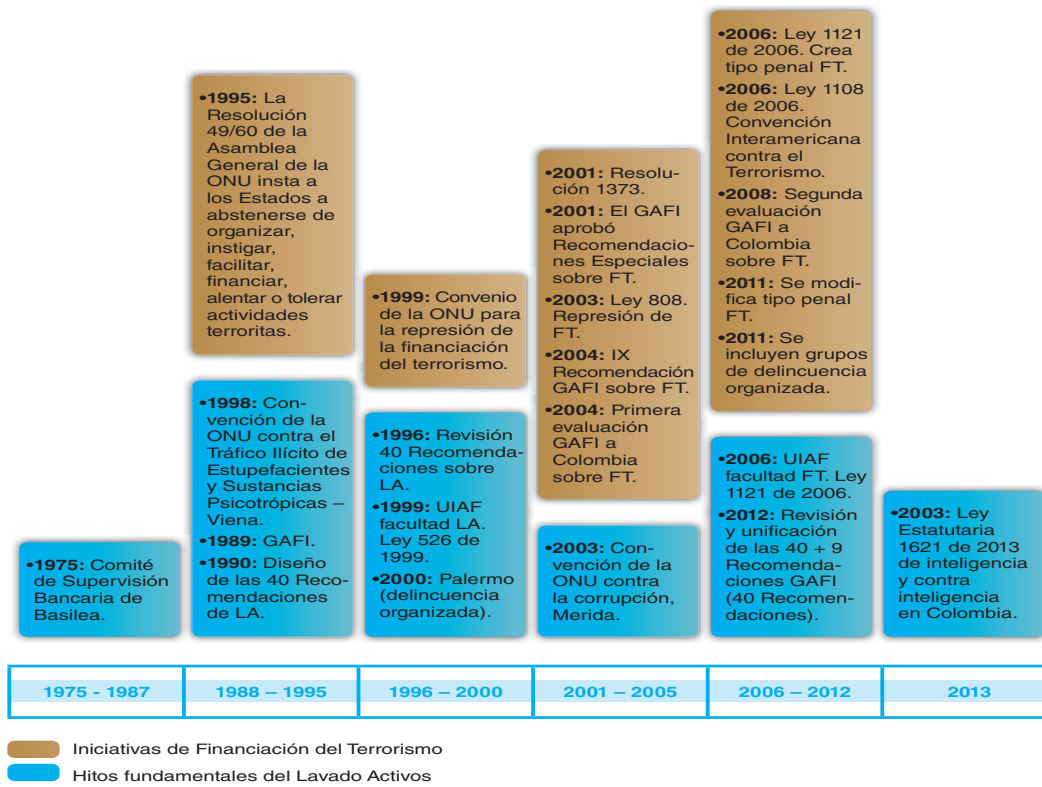 •1975: Comité
de Supervisión
Bancaria de
Basilea.
•1995: La
Resolución
49/60 de la
Asamblea
General de la
ONU insta a
los Estados a
abstenerse de
organizar,
instigar,
facilitar,
financiar,
alentar o tolerar
actividades
territas.
•1998: Con-
vención de la
ONU contra el
Tráfico Ilícito de
Estupefacientes
y Sustancias
Psicotrópicas –
Viena.
•1989: GAFI.
•1990: Diseño
de las 40 Reco-
mendaciones
de LA.
•1999: Convenio
de la ONU para
la represión de
la financiación
del terrorismo.
•1996: Revisión
40 Recomenda-
ciones sobre
LA.
•1999: UIAF
facultad LA.
Ley 526 de
1999.
•2000: Palermo
(delincuencia
organizada).
•2001: Resolu-
ción 1373.
•2001: El GAFI
aprobó
Recomendacio-
nes Especiales
sobre FT.
•2003: Ley 808.
Represión de
FT.
•2004: IX
Recomendación
GAFI sobre FT.
•2004: Primera
evaluación
GAFI a
Colombia
sobre FT.
•2003: Con-
vención de la
ONU contra
la corrupción,
Merida.
•2006: Ley 1121
de 2006. Crea
tipo penal FT.
•2006: Ley 1108
de 2006.
Convención
Interamericana
contra el
Terrorismo.
•2008: Segunda
evaluación
GAFI a
Colombia
sobre FT.
•2011: Se modi-
fica tipo penal
FT.
•2011: Se
incluyen grupos
de delincuencia
organizada.
•2006: UIAF
facultad FT. Ley
1121 de 2006.
•2012: Revisión
y unificación
de las 40 + 9
Recomenda-
ciones GAFI
(40 Recomen-
daciones).
•2003: Ley
Estatutaria
1621 de 2013
de inteligencia
y contra
inteligencia
en Colombia.
1975 - 1987
1988 – 1995
1996 – 2000
2001 – 2005
2006 – 2012
2013
Iniciativas de Financiación del Terrorismo
Hitos fundamentales del Lavado Activos